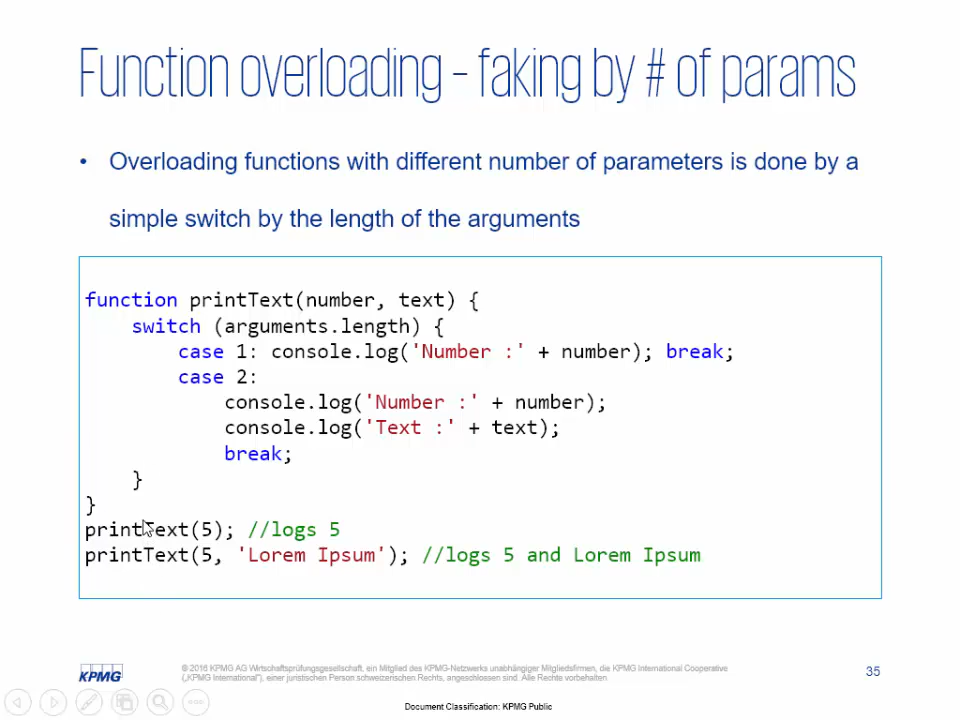 Function overloading – faking by # of params
• Overloading functions with different number of parameters is done by a
simple switch by the length of the arguments
function printText(number, text) {
switch (arguments.length) {
case 1: console.log('Number :' + number); break;
case 2:
console.log('Number :' + number);
console.log('Text :' + text);
break;
}
}
printText(5); //logs 5
printText(5, 'Lorem Ipsum'); //logs 5 and Lorem Ipsum
KPMG
© 2016 KPMG AG Wirtschaftsprüfungsgesellschaft, ein Mitglied des KPMG-Netzwerks unabhängiger Mitgliedsfirmen, die KPMG International Cooperative
(„KPMG International"), einer juristischen Person schweizerischen Rechts, angeschlossen sind. Alle Rechte vorbehalten.
35
Document Classification: KPMG Public